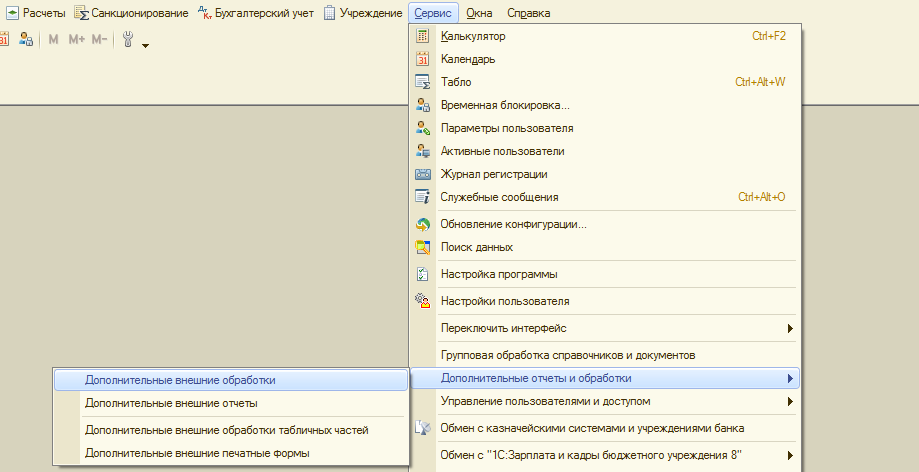 Расчеты Санкционирование Бухгалтерский учет Учреждение Сервис Окна Справка
M M+ M-
Калькулятор Ctrl+F2
Календарь
Табло Ctrl+Alt+W
Временная блокировка...
Параметры пользователя
Активные пользователи
Журнал регистрации
Служебные сообщения Ctrl+Alt+O
Обновление конфигурации...
Поиск данных
Настройка программы
Настройки пользователя
Переключить интерфейс
Групповая обработка справочников и документов
Дополнительные отчеты и обработки
Управление пользователями и доступом
Обмен с казначейскими системами и учреждениями банка
Обмен с "1С:Зарплата и кадры бюджетного учреждения 8"
Дополнительные внешние обработки
Дополнительные внешние отчеты
Дополнительные внешние обработки табличных частей
Дополнительные внешние печатные формы